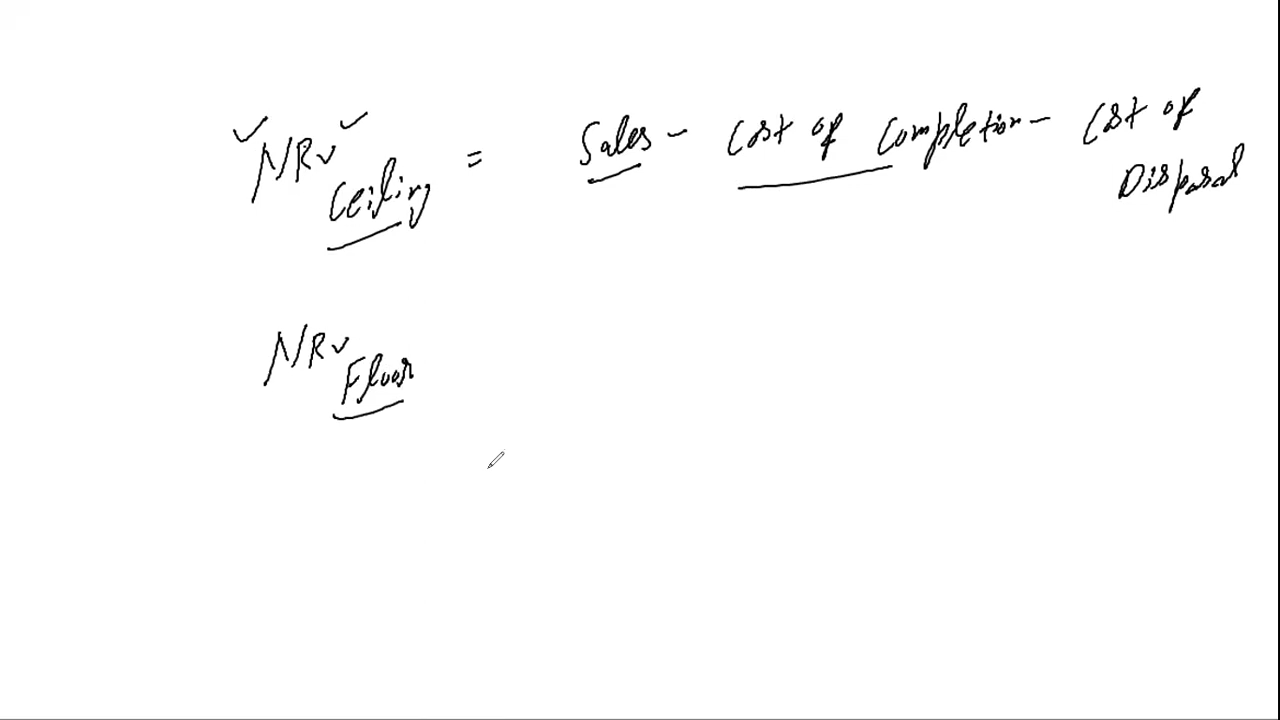 NRV Ceiling = Sales - Cost of Completion - Cost of
Disposal
NRV Floor